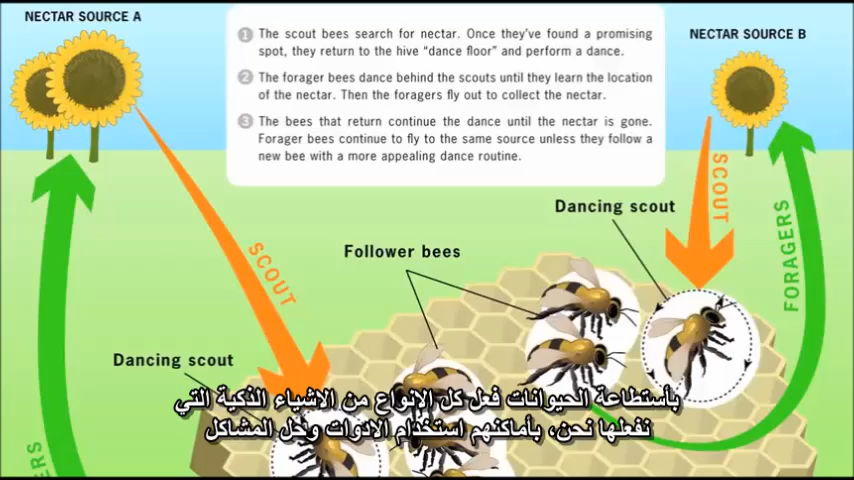 NECTAR SOURCE A
1 The scout bees search for nectar. Once they've found a promising
spot, they return to the hive “dance floor” and perform a dance.
2 The forager bees dance behind the scouts until they learn the location
of the nectar. Then the foragers fly out to collect the nectar.
3 The bees that return continue the dance until the nectar is gone.
Forager bees continue to fly to the same source unless they follow a
new bee with a more appealing dance routine.
NECTAR SOURCE B
SCOUT
Dancing scout
SCOUT
FORAGERS
Follower bees
Dancing scout
بأستطاعة الحيوانات فعل كل الإنواع من الاشياء الذكية التي
نفعلها نحن، بأماكنهم استخدام الادوات وحل المشاكل
ERS